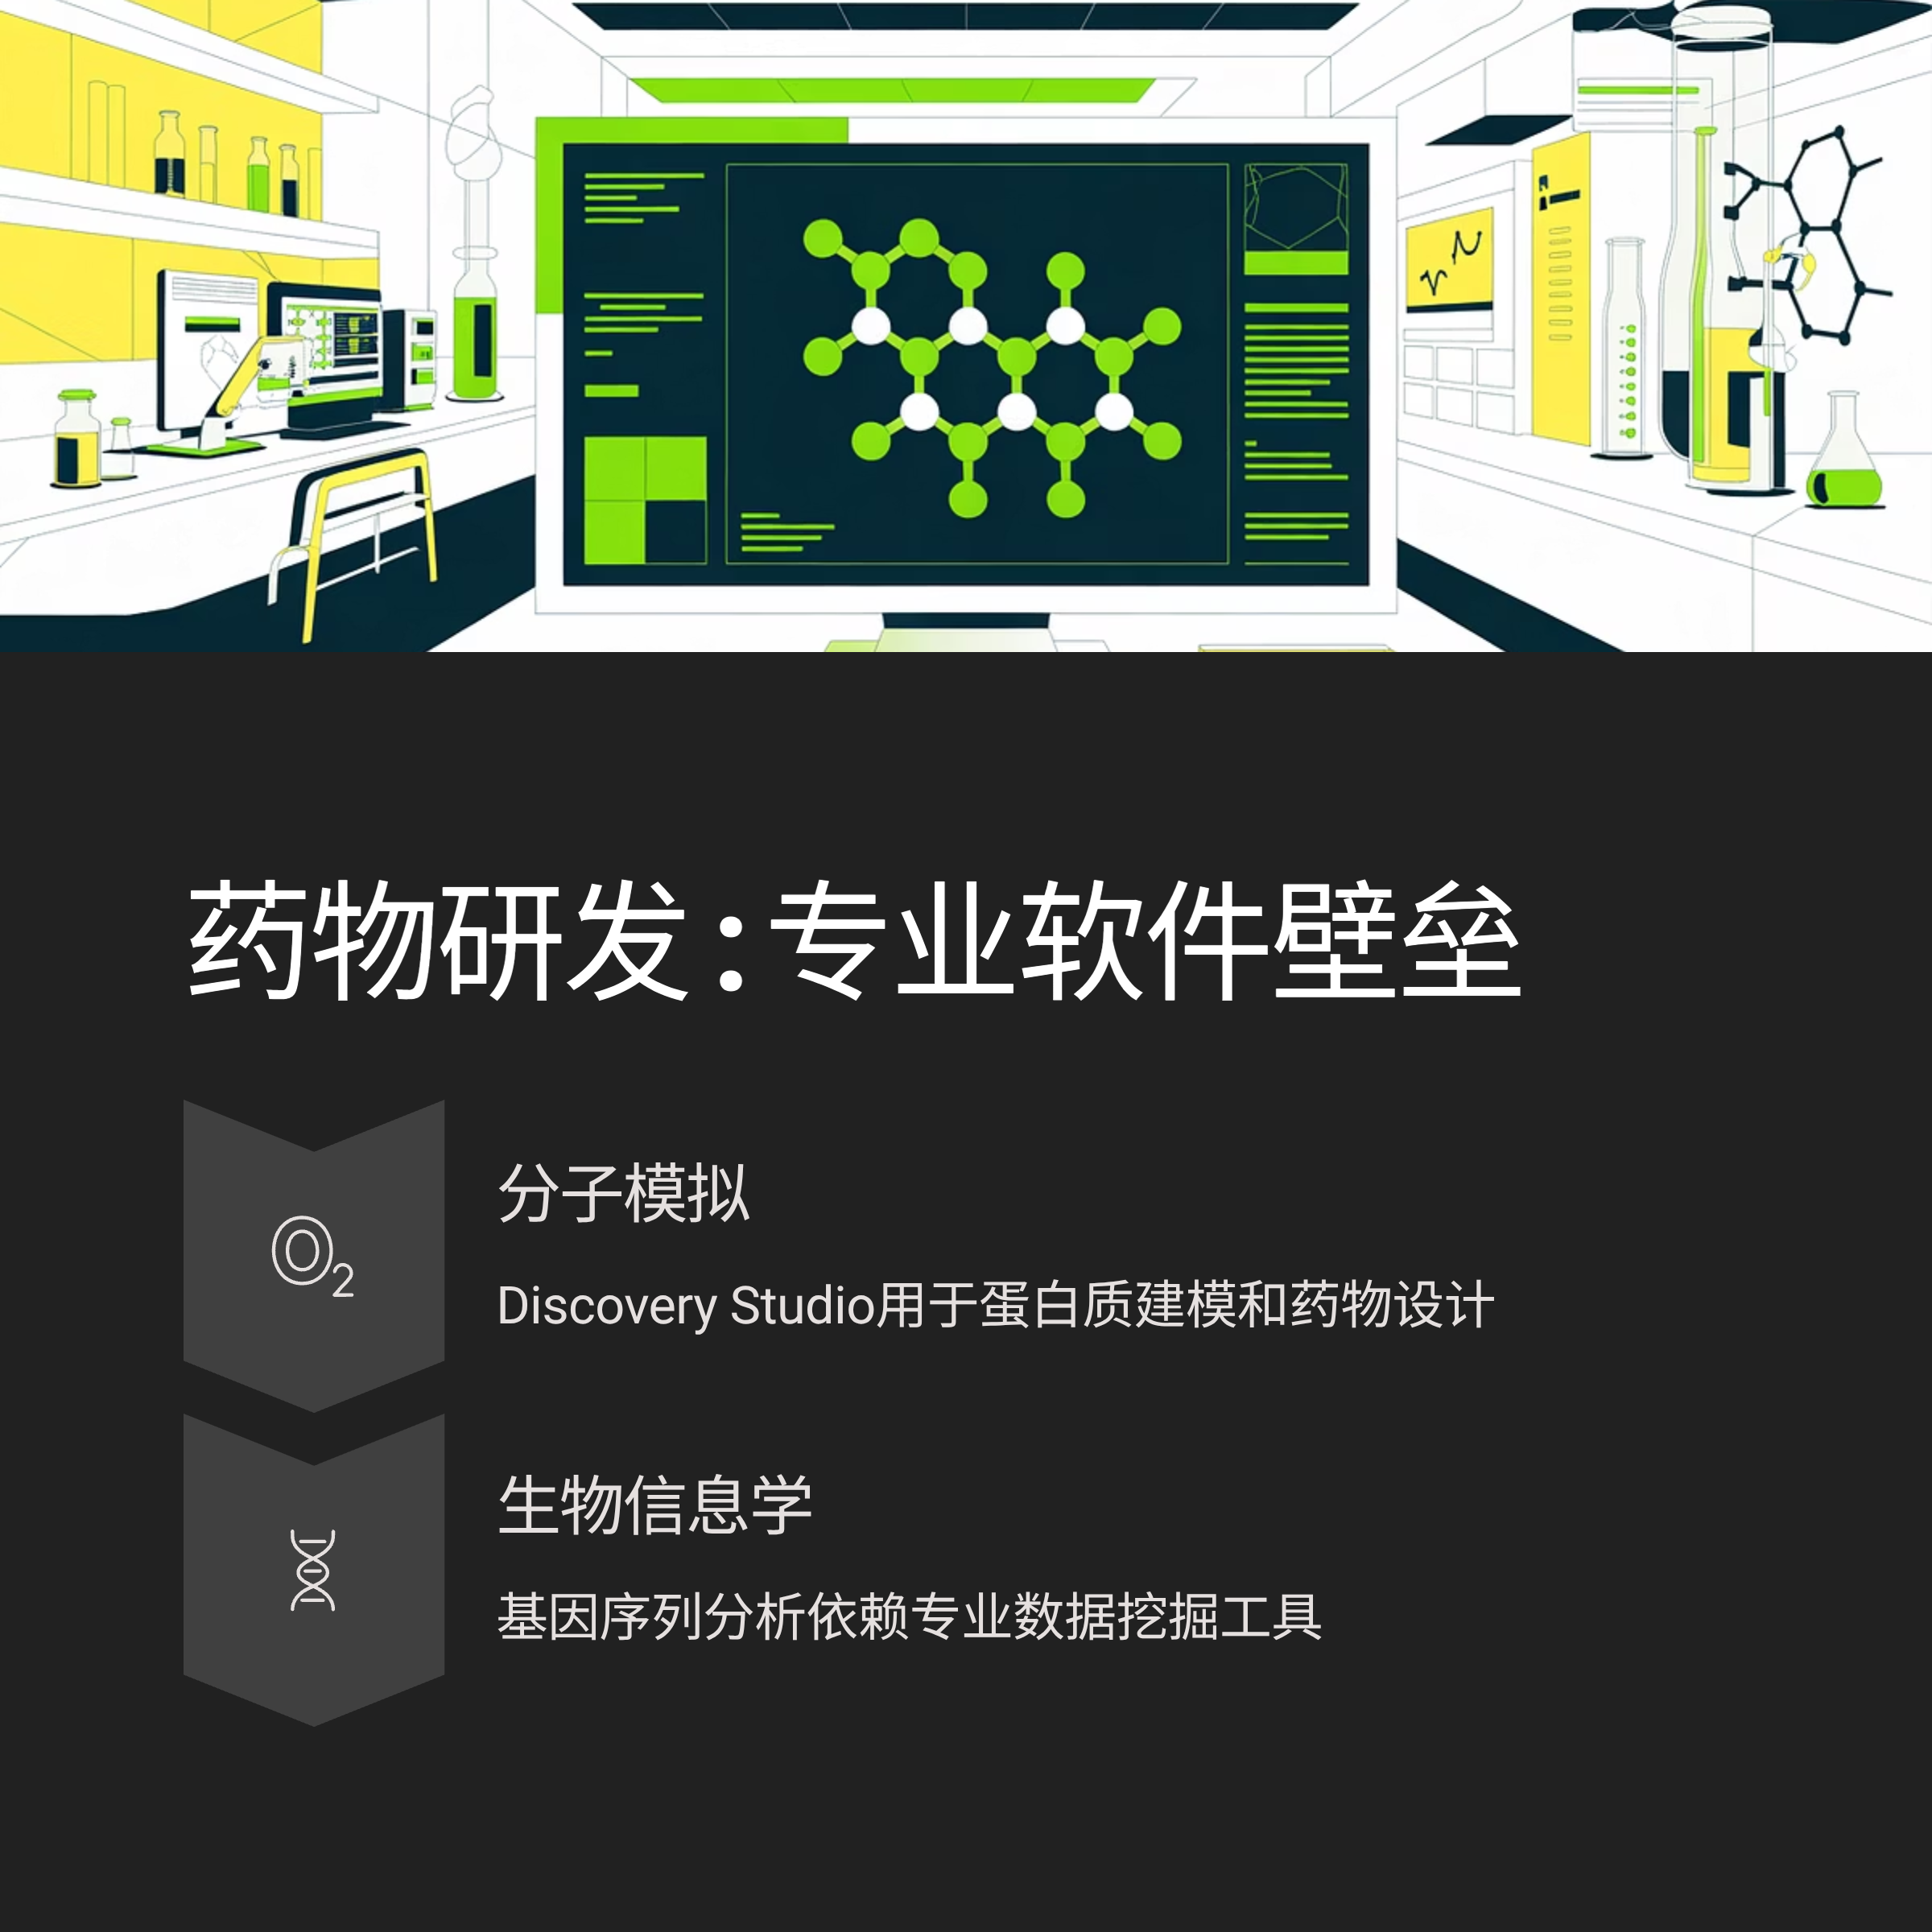 药物研发：专业软件壁垒
O2
分子模拟
Discovery Studio用于蛋白质建模和药物设计
生物信息学
基因序列分析依赖专业数据挖掘工具